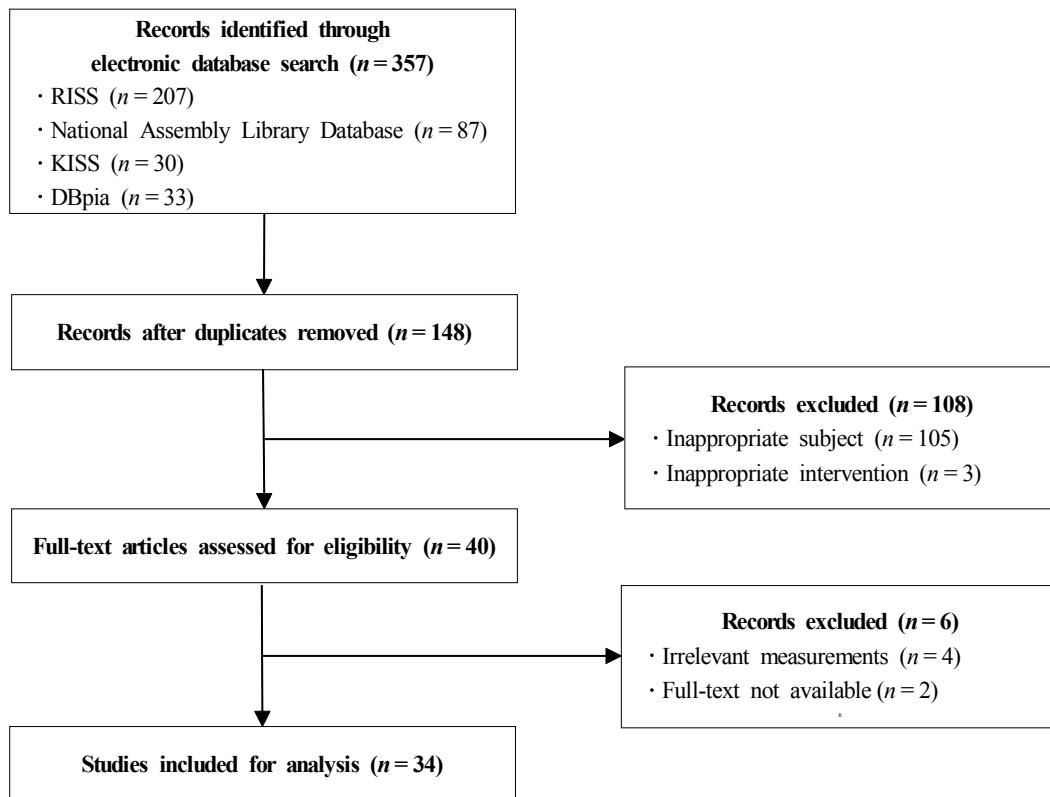 Records identified through
electronic database search (n = 357)
· RISS (n = 207)
· National Assembly Library Database (n = 87)
· KISS (n = 30)
· DBpia (n = 33)
Records after duplicates removed (n = 148)
Records excluded (n = 108)
· Inappropriate subject (n = 105)
· Inappropriate intervention (n = 3)
Full-text articles assessed for eligibility (n = 40)
Records excluded (n = 6)
· Irrelevant measurements (n = 4)
· Full-text not available (n = 2)
Studies included for analysis (n = 34)